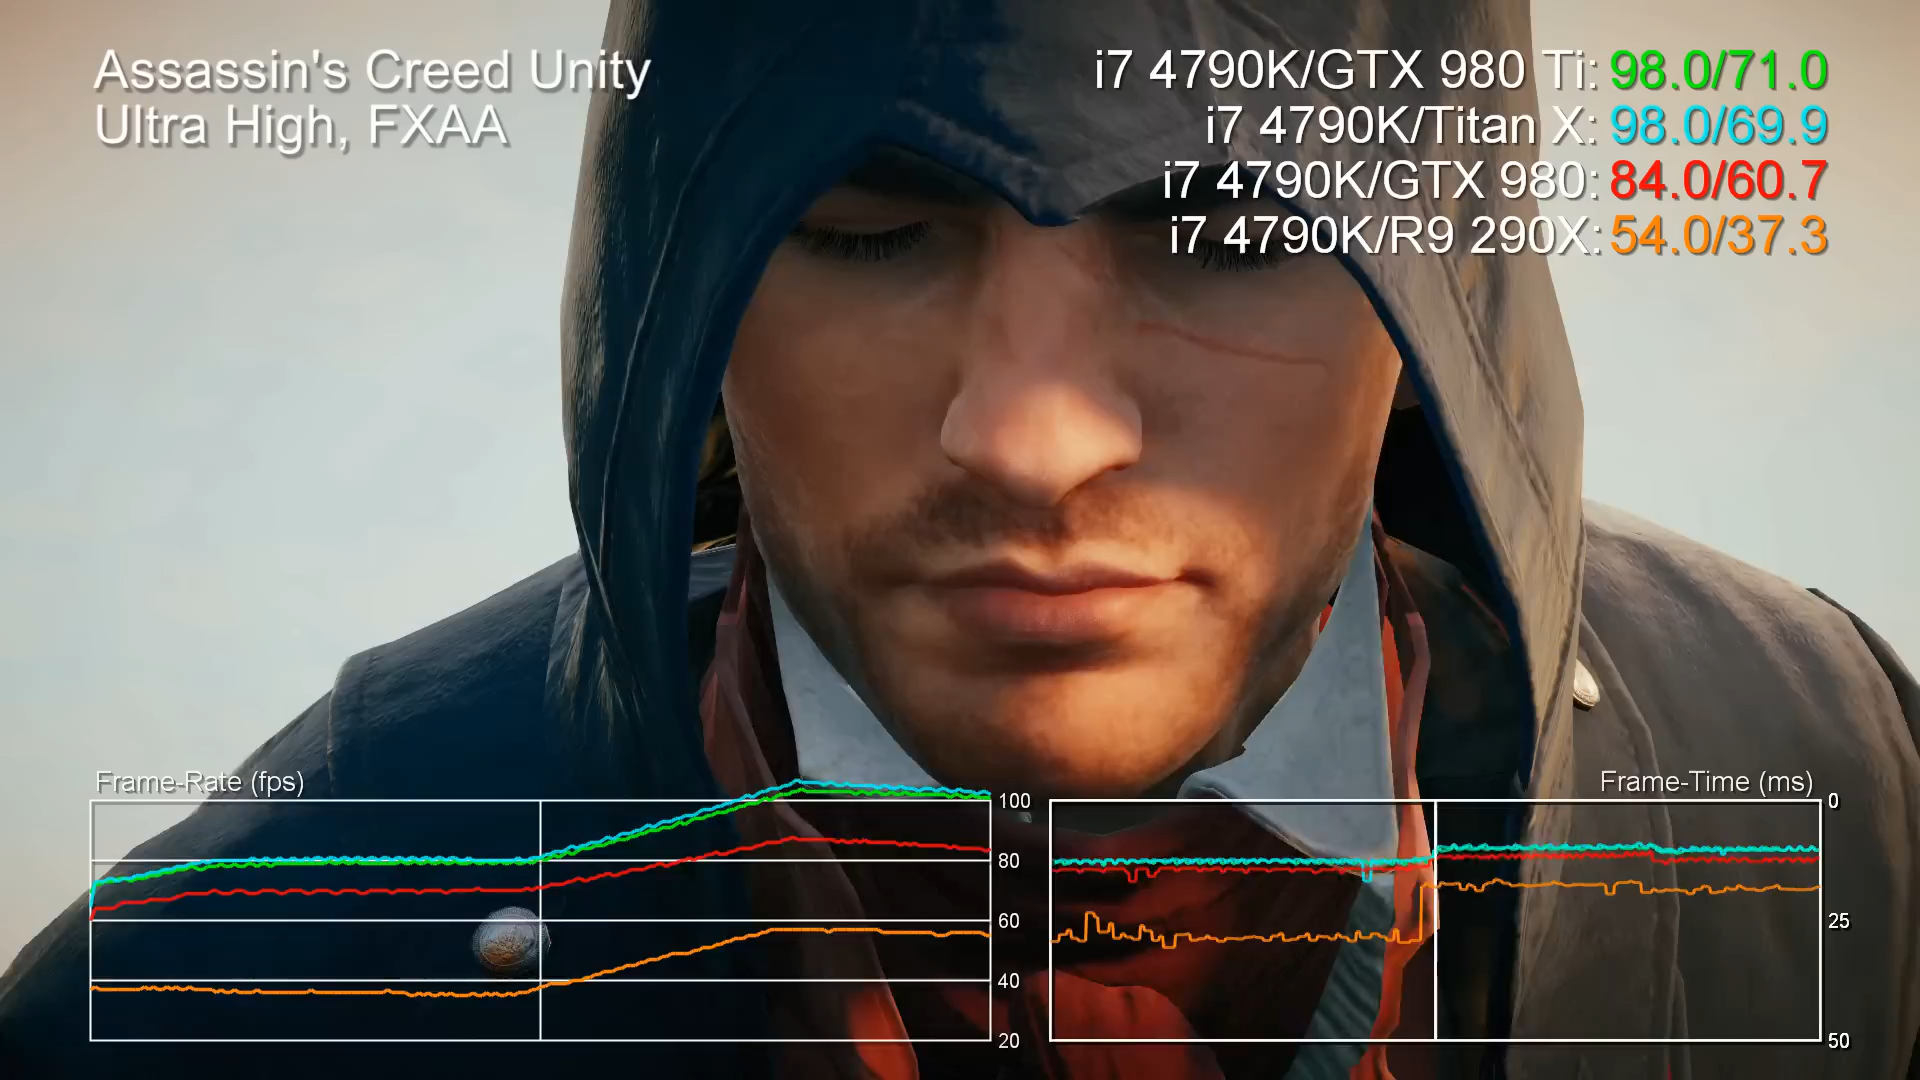 Assassin's Creed Unity
Ultra High, FXAA
i7 4790K/GTX 980 Ti: 98.0/71.0
i7 4790K/Titan X: 98.0/69.9
i7 4790K/GTX 980: 84.0/60.7
i7 4790K/R9 290X: 54.0/37.3
Frame-Rate (fps)
100
80
60
40
20
Frame-Time (ms)
0
25
50